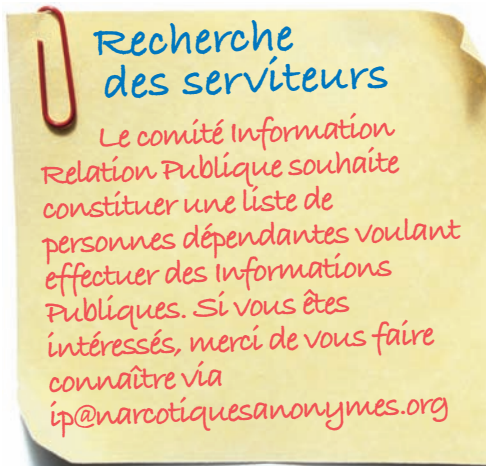 Recherche
des serviteurs
Le comité Information
Relation Publique souhaite
constituer une liste de
personnes dépendantes voulant
effectuer des Informations
Publiques. Si vous êtes
intéressés, merci de vous faire
connaître via
ip@narcotiquesanonymes.org